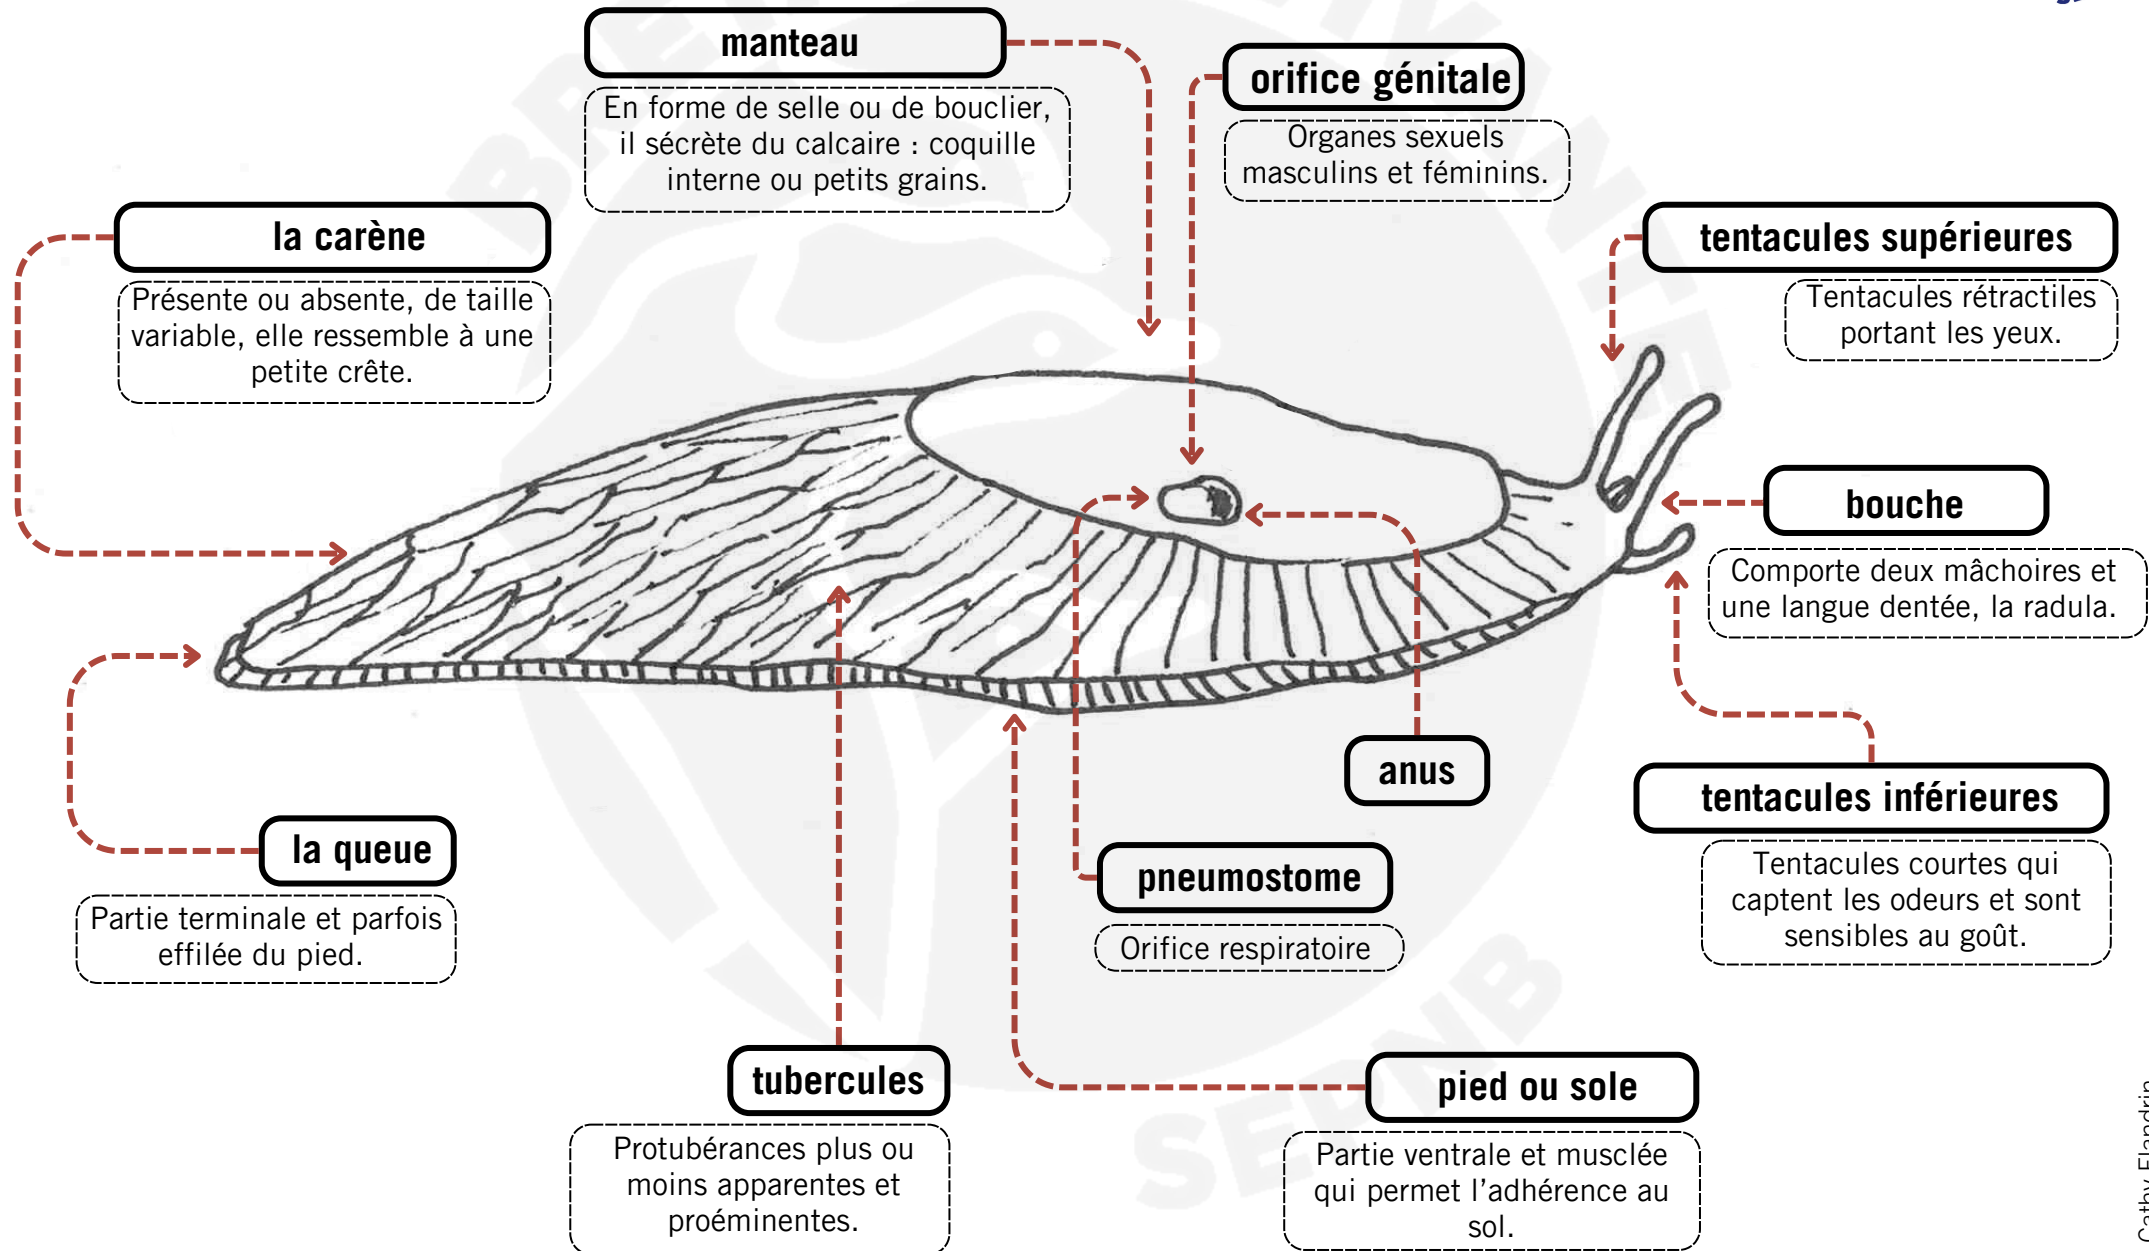 manteau
En forme de selle ou de bouclier,
il sécrète du calcaire : coquille
interne ou petits grains.
orifice génitale
Organes sexuels
masculins et féminins.
la carène
Présente ou absente, de taille
variable, elle ressemble à une
petite crête.
tentacules supérieures
Tentacules rétractiles
portant les yeux.
bouche
Comporte deux mâchoires et
une langue dentée, la radula.
anus
tentacules inférieures
Tentacules courtes qui
captent les odeurs et sont
sensibles au goût.
la queue
Partie terminale et parfois
effilée du pied.
pneumostome
Orifice respiratoire
tubercules
Protubérances plus ou
moins apparentes et
proéminentes.
pied ou sole
Partie ventrale et musclée
qui permet l'adhérence au
sol.
SEPNB
Cathy Flandrin